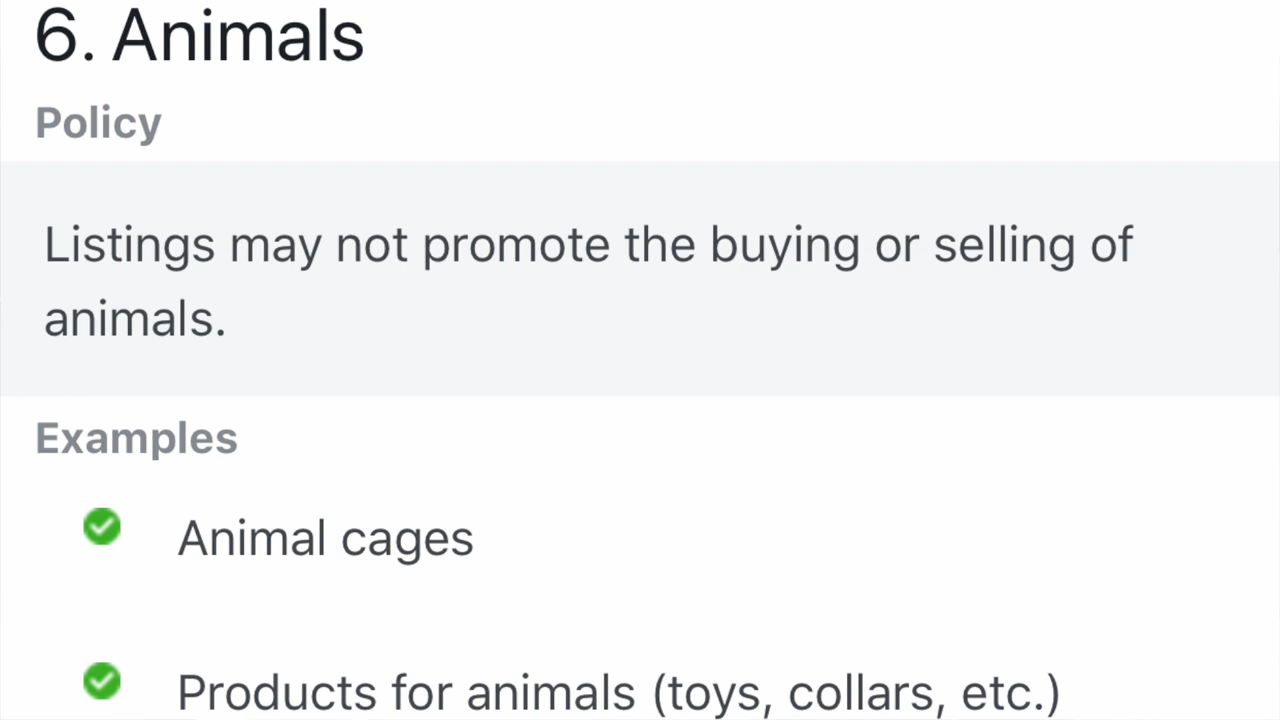 6. Animals
Policy
Listings may not promote the buying or selling of
animals.
Examples
Animal cages
Products for animals (toys, collars, etc.)